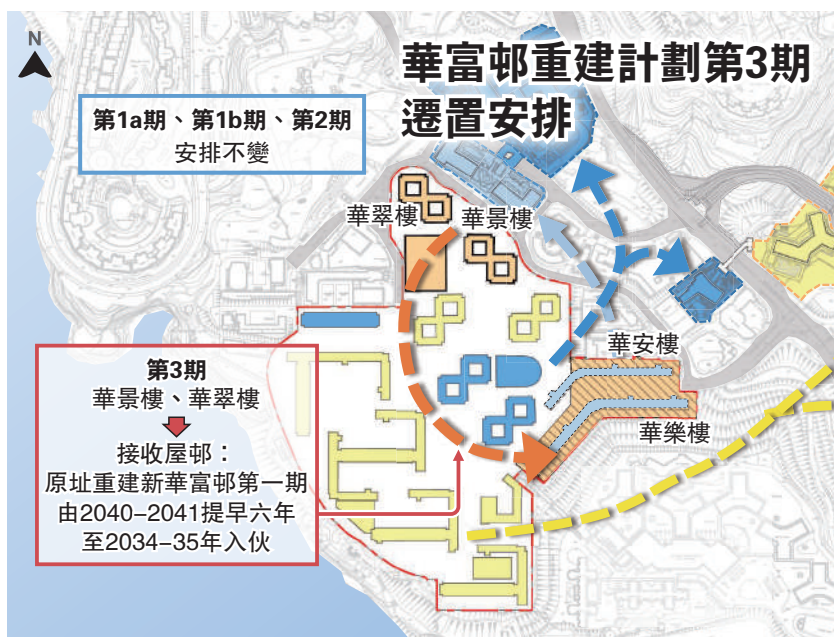 N
華富邨重建計劃第3期
遷置安排
第1a期、第1b期、第2期
安排不變
華翠樓
華景樓
華安樓
華樂樓
第3期
華景樓、華翠樓
接收屋邨：
原址重建新華富邨第一期
由2040–2041提早六年
至2034–35年入伙